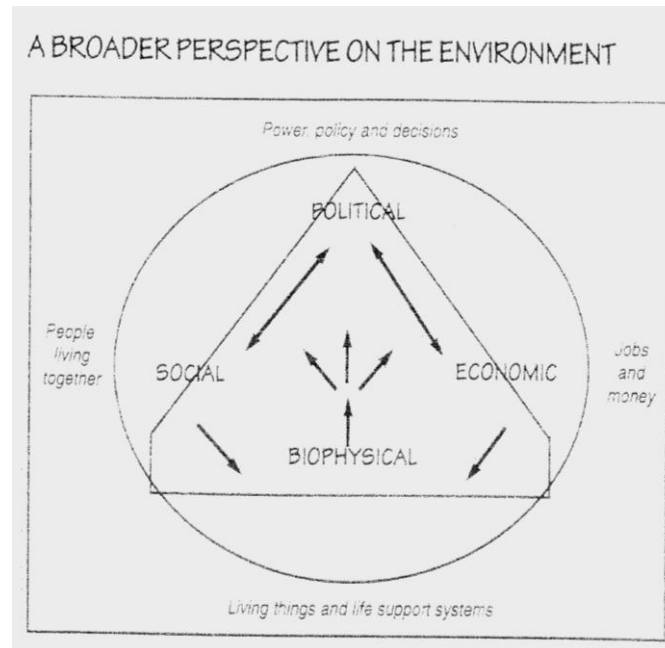 A BROADER PERSPECTIVE ON THE ENVIRONMENT
Power, policy and decisions
POLITICAL
People
living
together
SOCIAL
ECONOMIC
Jobs
and
money
BIOPHYSICAL
Living things and life support systems